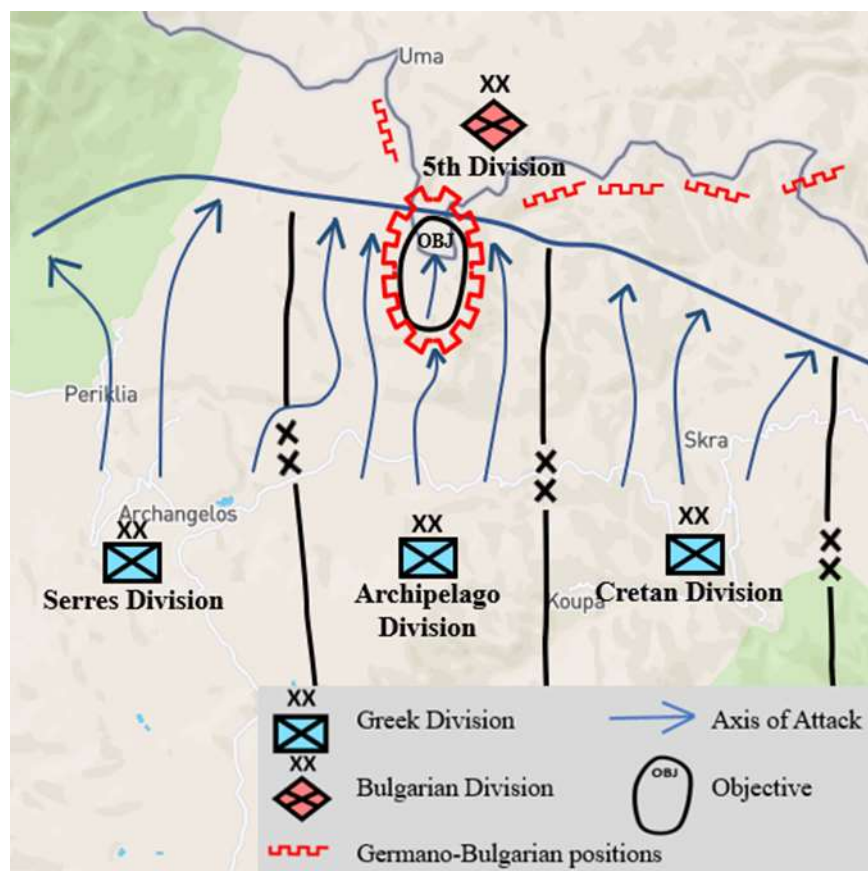 Uma
XX
5th Division
OBJ
Periklia
Skra
Archangelos
XX
Serres Division
XX
Archipelago
Division
XX
Cretan Division
Koupa
XX
Greek Division
Axis of Attack
XX
Bulgarian Division
OBJ
Objective
Germano-Bulgarian positions